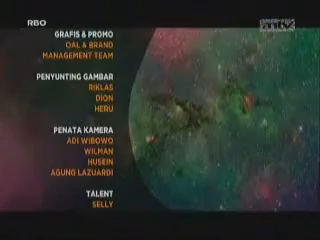 RBO
mtv
GRAFIS & PROMO
OAL & BRAND
MANAGEMENT TEAM
PENYUNTING GAMBAR
RIKLAS
DION
HERU
PENATA KAMERA
ADI WIBOWO
WILMAN
HUSEIN
AGUNG LAZUARDI
TALENT
SELLY